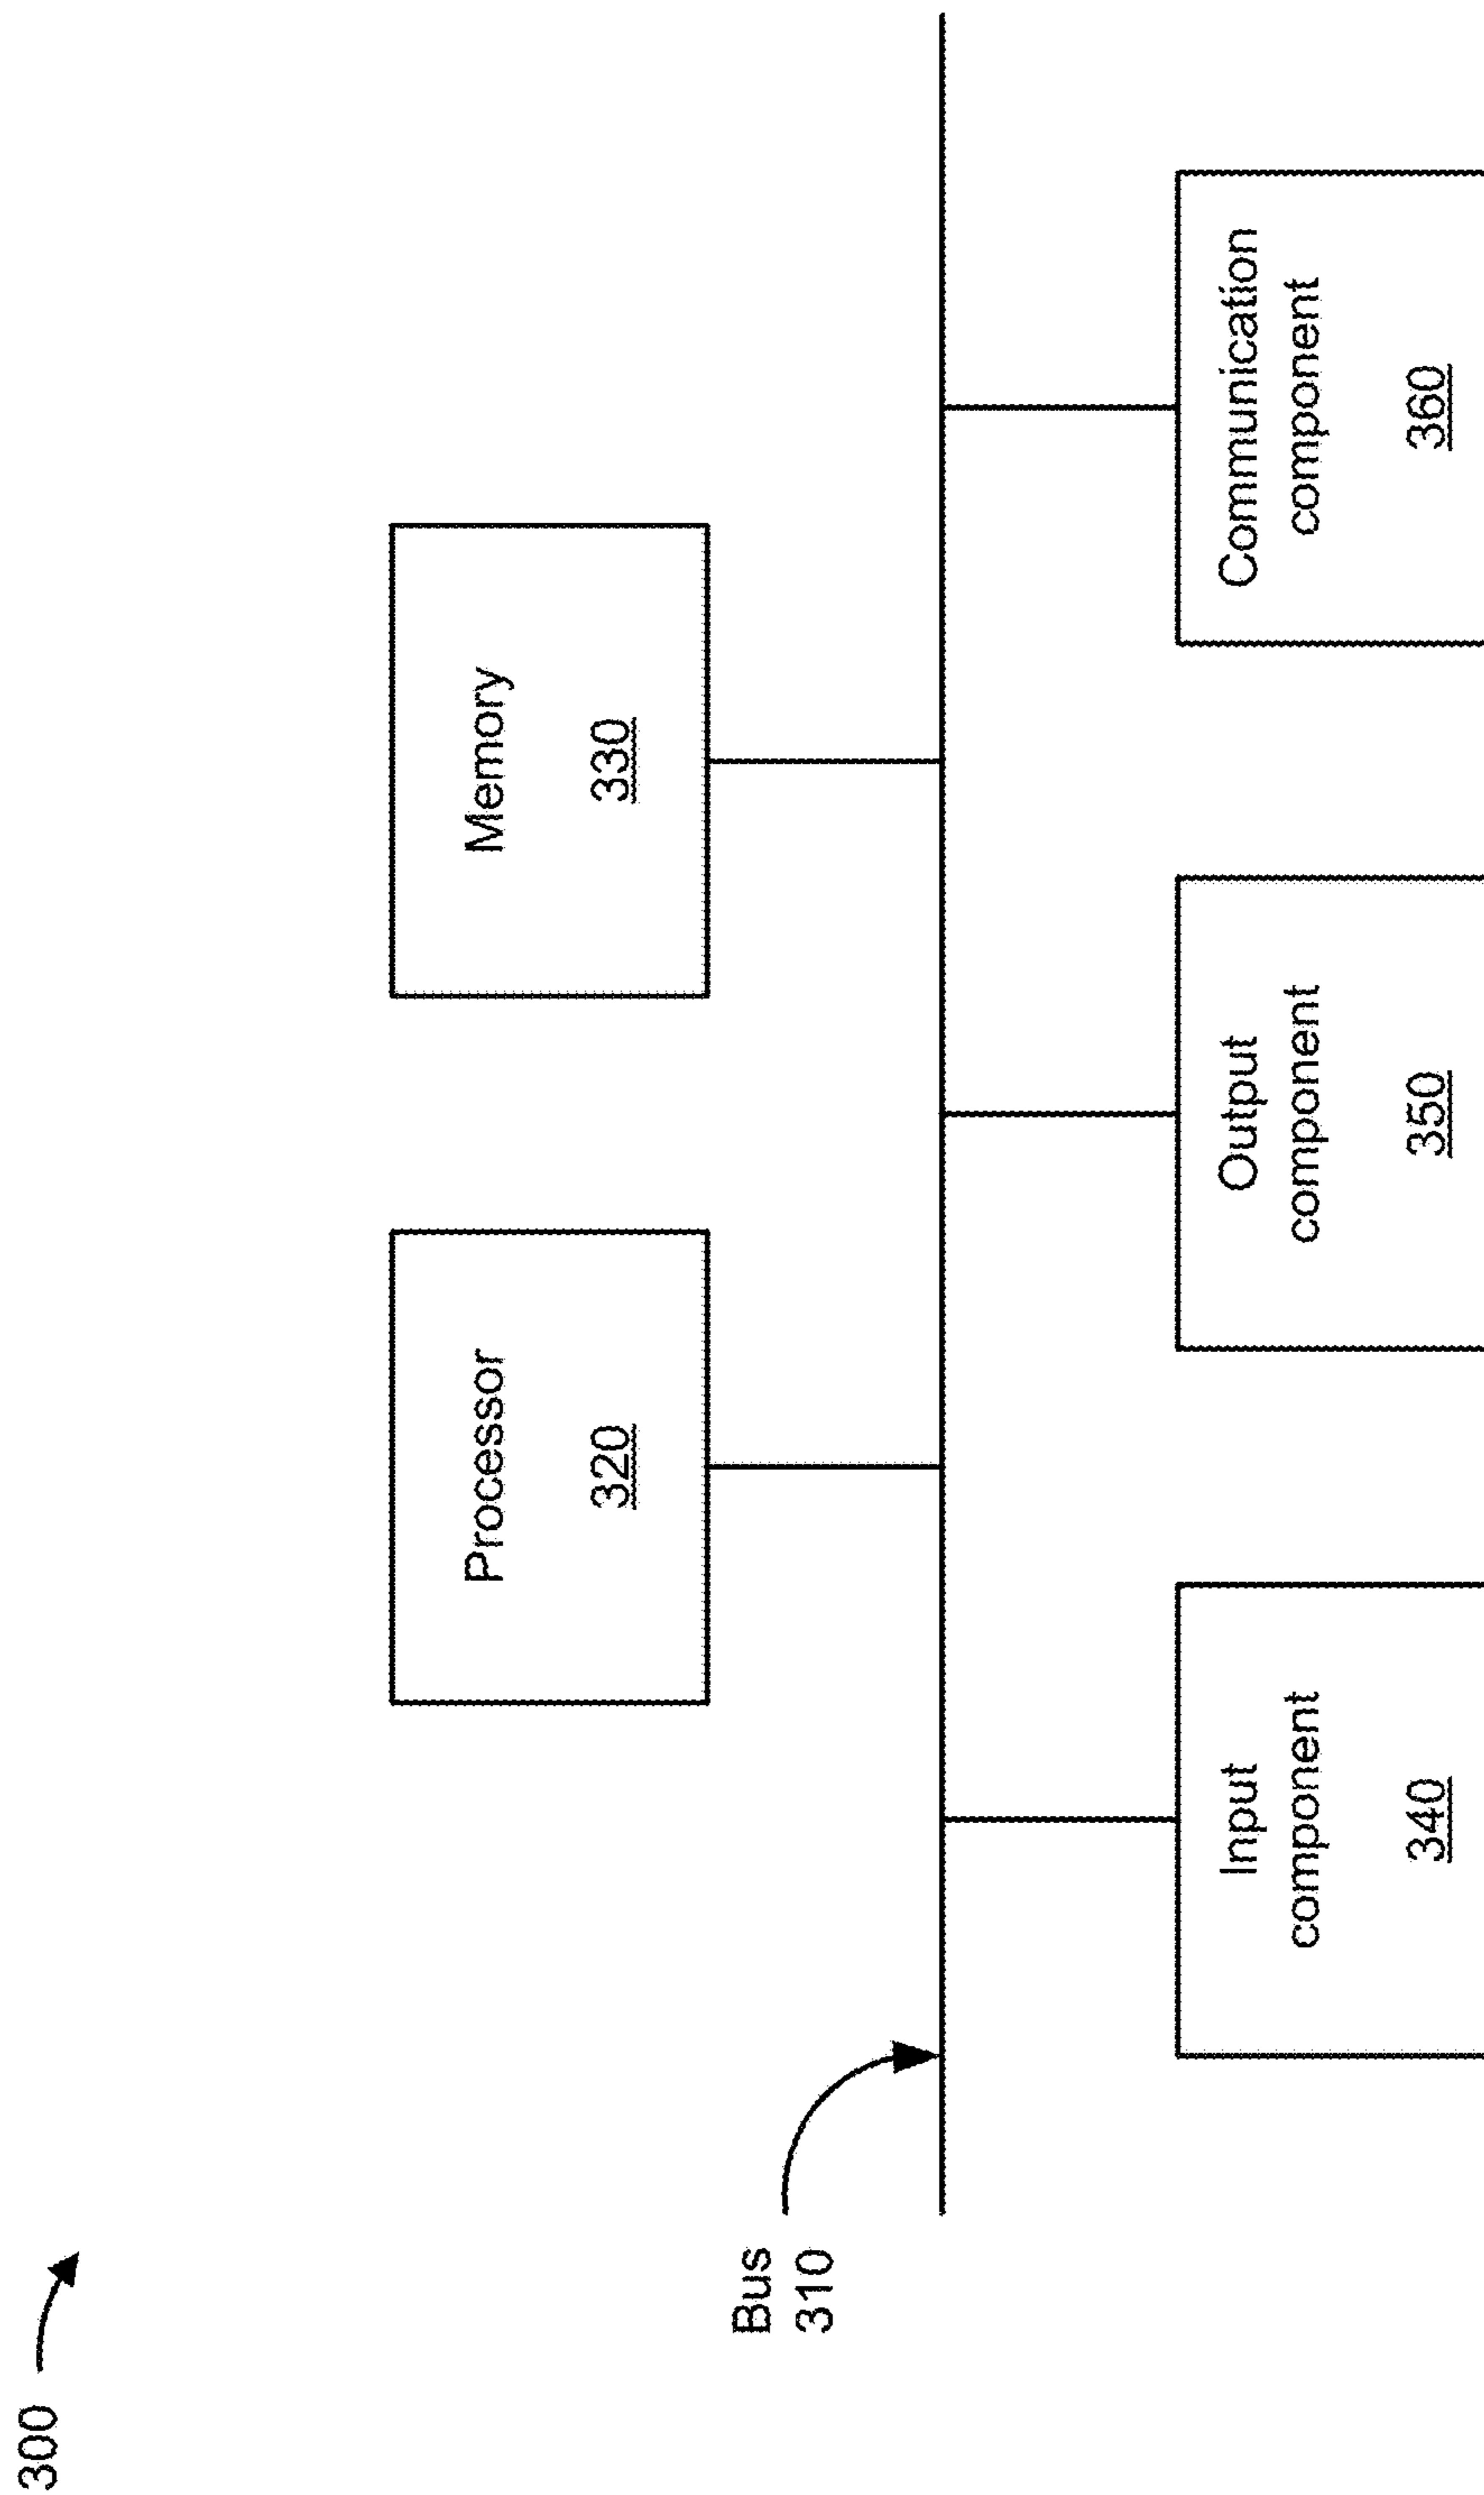 300
Processor
320
Memory
330
Bus
310
Input
component
340
Output
component
350
Communication
component
360